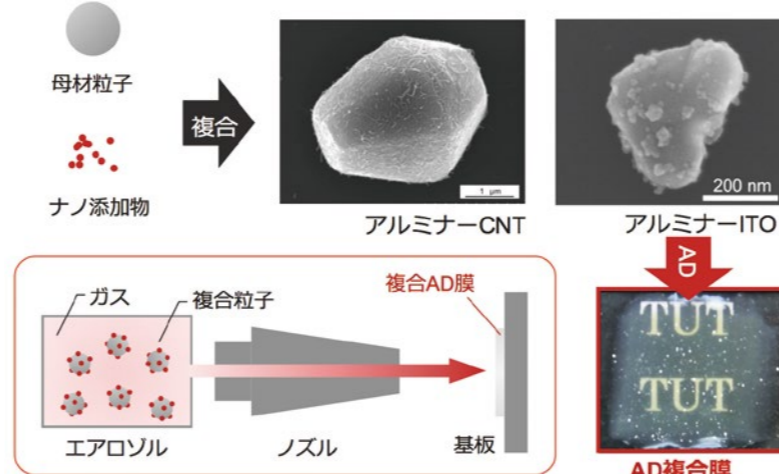 母材粒子
ナノ添加物
複合
1 μm
アルミナーCNT
200 nm
アルミナーITO
AD
ガス
複合粒子
エアロゾル
ノズル
複合AD膜
基板
TUT
TUT
AD複合膜